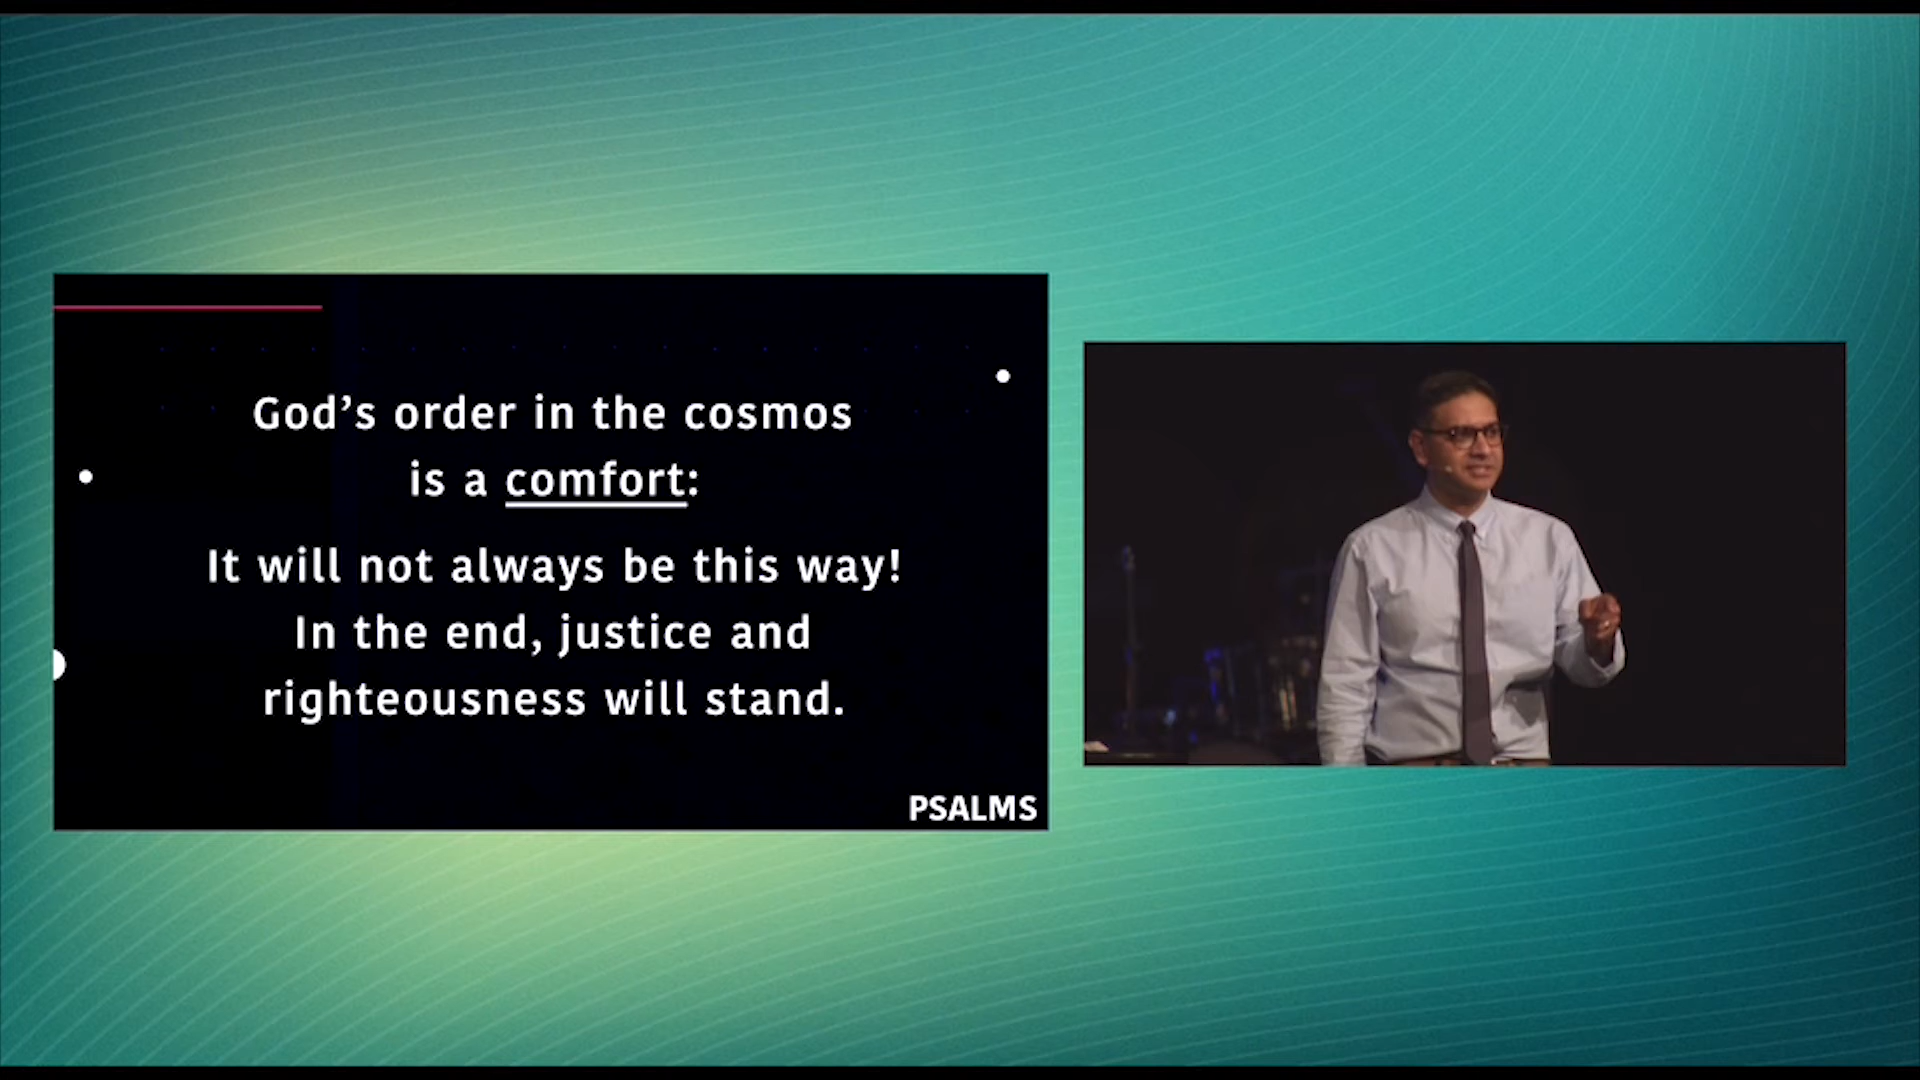 God’s order in the cosmos
is a comfort:
It will not always be this way!
In the end, justice and
righteousness will stand.
PSALMS